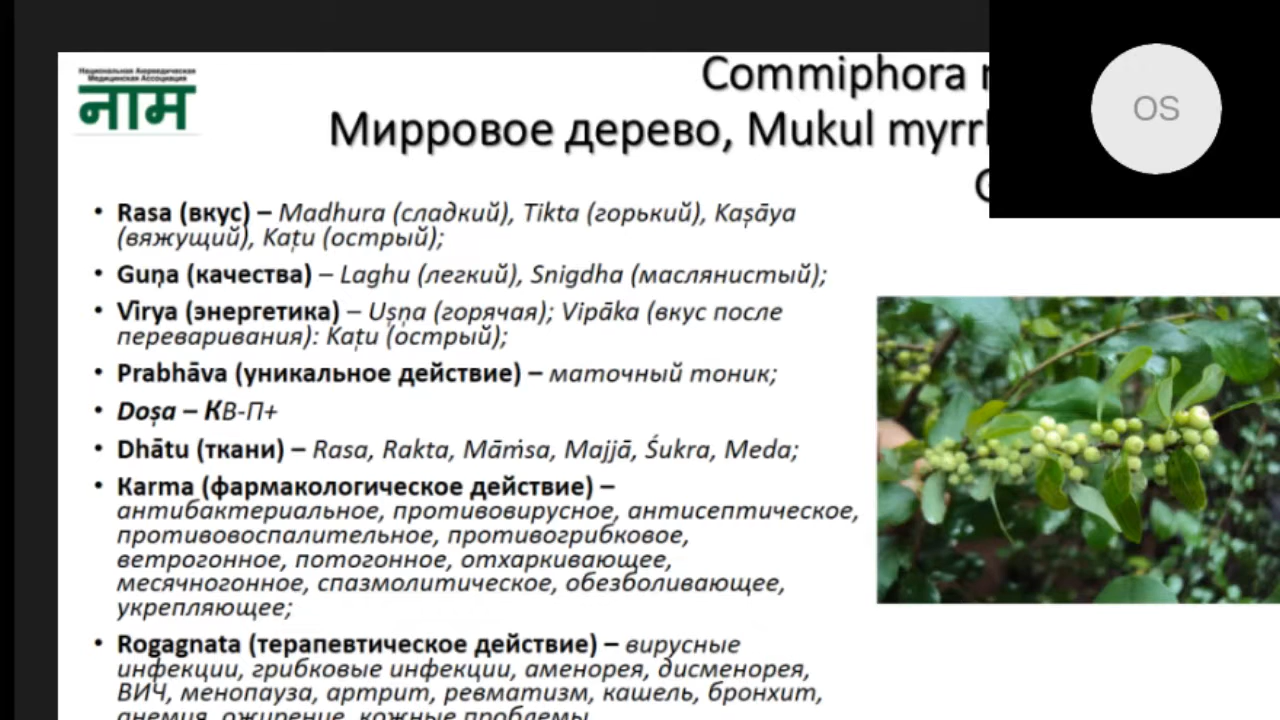 Национальная Аюрведическая
Медицинская Ассоциация
नाम
Commiphora
Мирровое дерево, Mukul
OS
• Rasa (вкус) – Madhura (сладкий), Tikta (горький), Kaṣāya
(вяжущий), Kaṭu (острый);
• Guṇa (качества) – Laghu (легкий), Snigdha (маслянистый);
• Vīrya (энергетика) – Uṣṇa (горячая); Vipāka (вкус после
переваривания): Kaṭu (острый);
• Prabhāva (уникальное действие) – маточный тоник;
• Doṣa – КВ-П+
• Dhātu (ткани) – Rasa, Rakta, Māṁsa, Majjā, Śukra, Meda;
• Karma (фармакологическое действие) –
антибактериальное, противовирусное, антисептическое,
противовоспалительное, противогрибковое,
ветрогонное, потогонное, отхаркивающее,
месячногонное, спазмолитическое, обезболивающее,
укрепляющее;
• Rogagnata (терапевтическое действие) – вирусные
инфекции, грибковые инфекции, аменорея, дисменорея,
ВИЧ, менопауза, артрит, ревматизм, кашель, бронхит,
анемия, ожирение, кожные проблемы